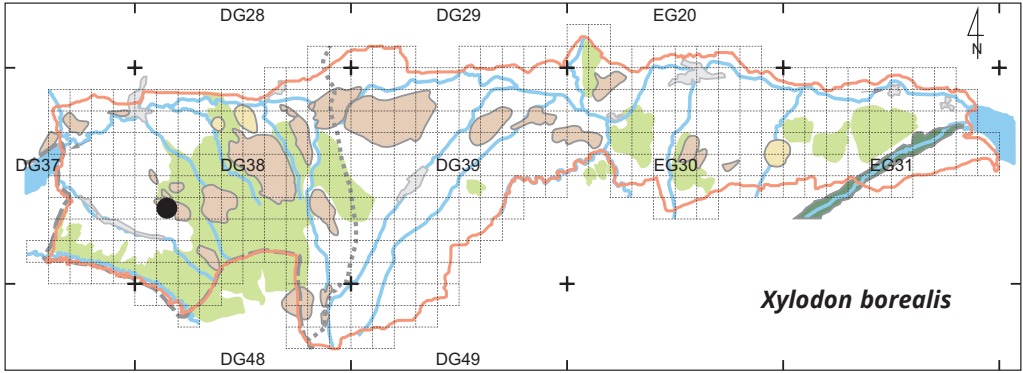 DG28 DG29 EG20
N
DG37 DG38 DG39 EG30 EG31
Xylodon borealis
DG48 DG49